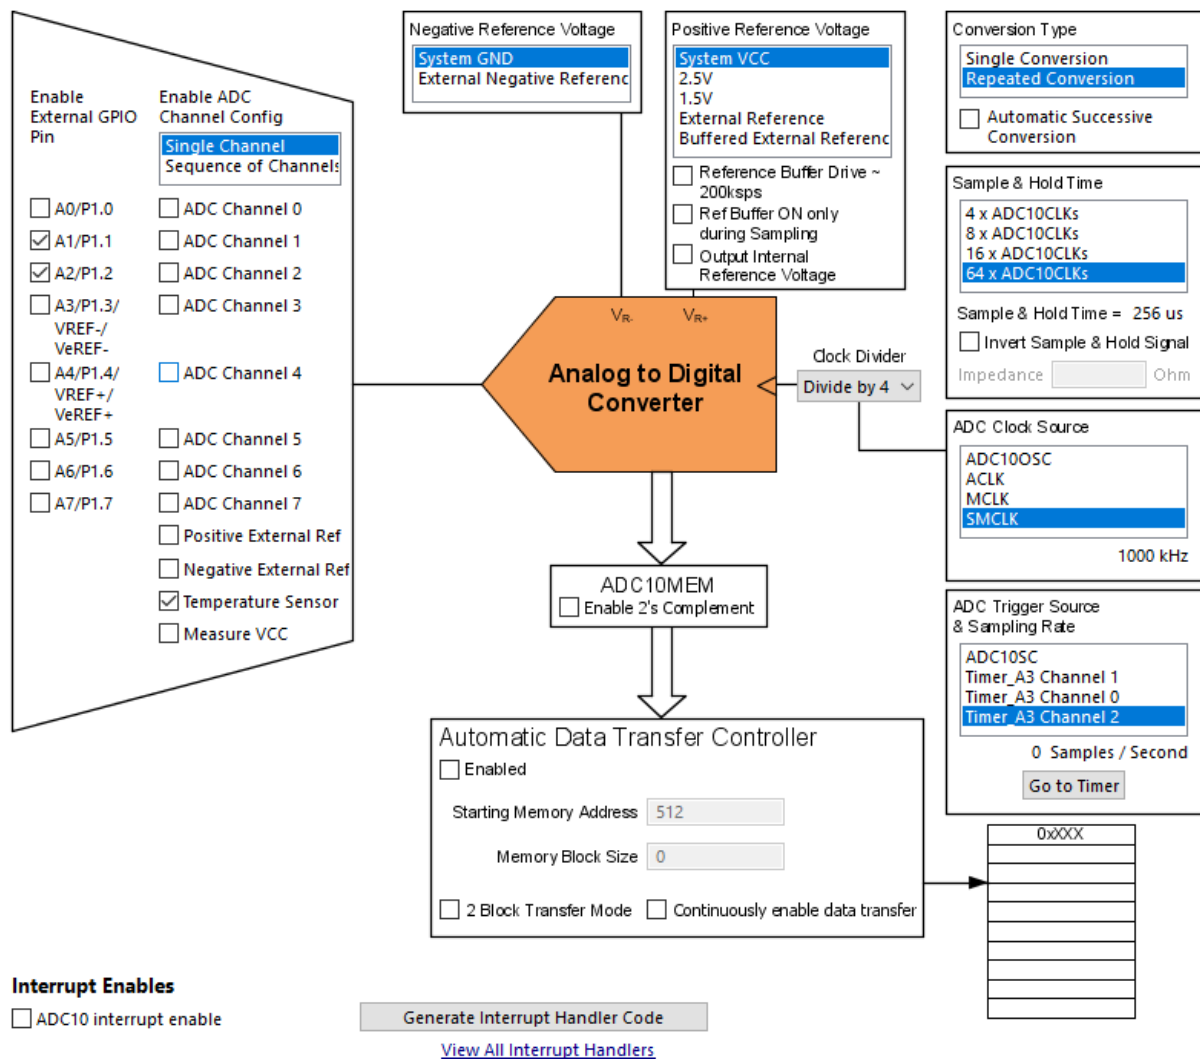 Negative Reference Voltage
System GND
External Negative Referenc
Positive Reference Voltage
System VCC
2.5V
1.5V
External Reference
Buffered External Referenc
Reference Buffer Drive ~
200ksps
Ref Buffer ON only
during Sampling
Output Internal
Reference Voltage
Conversion Type
Single Conversion
Repeated Conversion
Automatic Successive
Conversion
Enable
External GPIO
Pin
Enable ADC
Channel Config
Single Channel
Sequence of Channels
A0/P1.0
ADC Channel 0
A1/P1.1
ADC Channel 1
A2/P1.2
ADC Channel 2
A3/P1.3/
VREF-/
VeREF-
ADC Channel 3
A4/P1.4/
VREF+/
VeREF+
ADC Channel 4
A5/P1.5
ADC Channel 5
A6/P1.6
ADC Channel 6
A7/P1.7
ADC Channel 7
Positive External Ref
Negative External Ref
Temperature Sensor
Measure VCC
Sample & Hold Time
4 x ADC10CLKs
8 x ADC10CLKs
16 x ADC10CLKs
64 x ADC10CLKs
Sample & Hold Time = 256 us
Invert Sample & Hold Signal
Impedance Ohm
VR- VR+
Analog to Digital
Converter
Clock Divider
Divide by 4
ADC Clock Source
ADC10OSC
ACLK
MCLK
SMCLK
1000 kHz
ADC10MEM
Enable 2's Complement
ADC Trigger Source
& Sampling Rate
ADC10SC
Timer_A3 Channel 1
Timer_A3 Channel 0
Timer_A3 Channel 2
0 Samples / Second
Go to Timer
Automatic Data Transfer Controller
Enabled
Starting Memory Address 512
Memory Block Size 0
2 Block Transfer Mode Continuously enable data transfer
0xXXX
Interrupt Enables
ADC10 interrupt enable
Generate Interrupt Handler Code
View All Interrupt Handlers